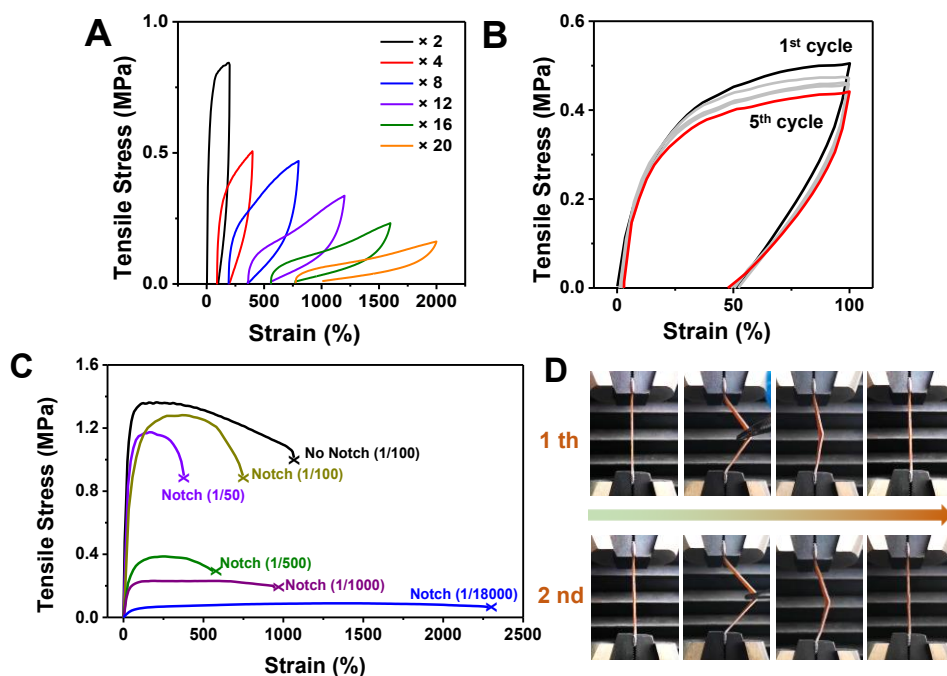 A
1.0
0.5
0.0
Tensile Stress (MPa)
× 2
× 4
× 8
× 12
× 16
× 20
0 500 1000 1500 2000
Strain (%)
B
0.6
0.4
0.2
0.0
Tensile Stress (MPa)
1st cycle
5th cycle
0 50 100
Strain (%)
C
1.6
1.2
0.8
0.4
0.0
Tensile Stress (MPa)
No Notch (1/100)
Notch (1/100)
Notch (1/50)
Notch (1/500)
Notch (1/1000)
Notch (1/18000)
0 500 1000 1500 2000 2500
Strain (%)
D
1 th
2 nd